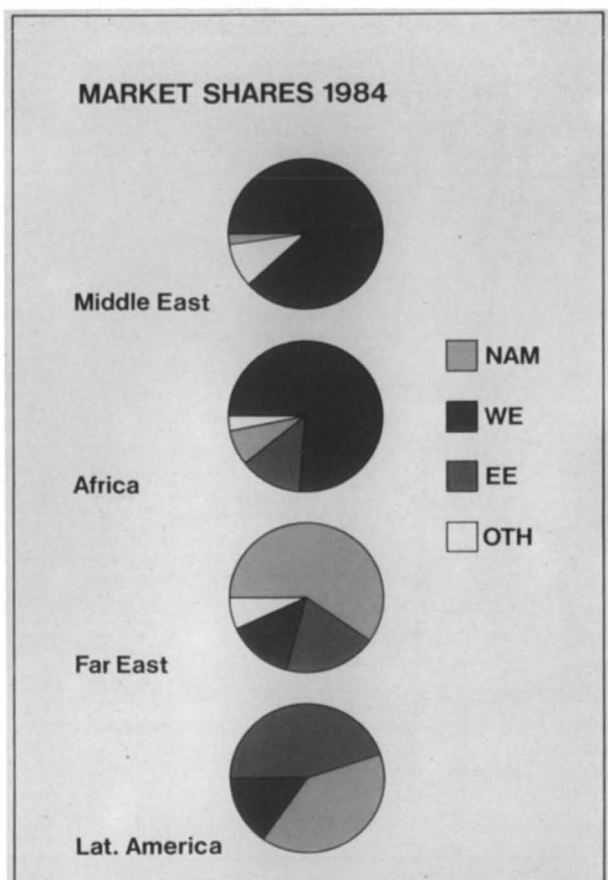 MARKET SHARES 1984
Middle East
NAM
WE
Africa
EE
OTH
Far East
Lat. America